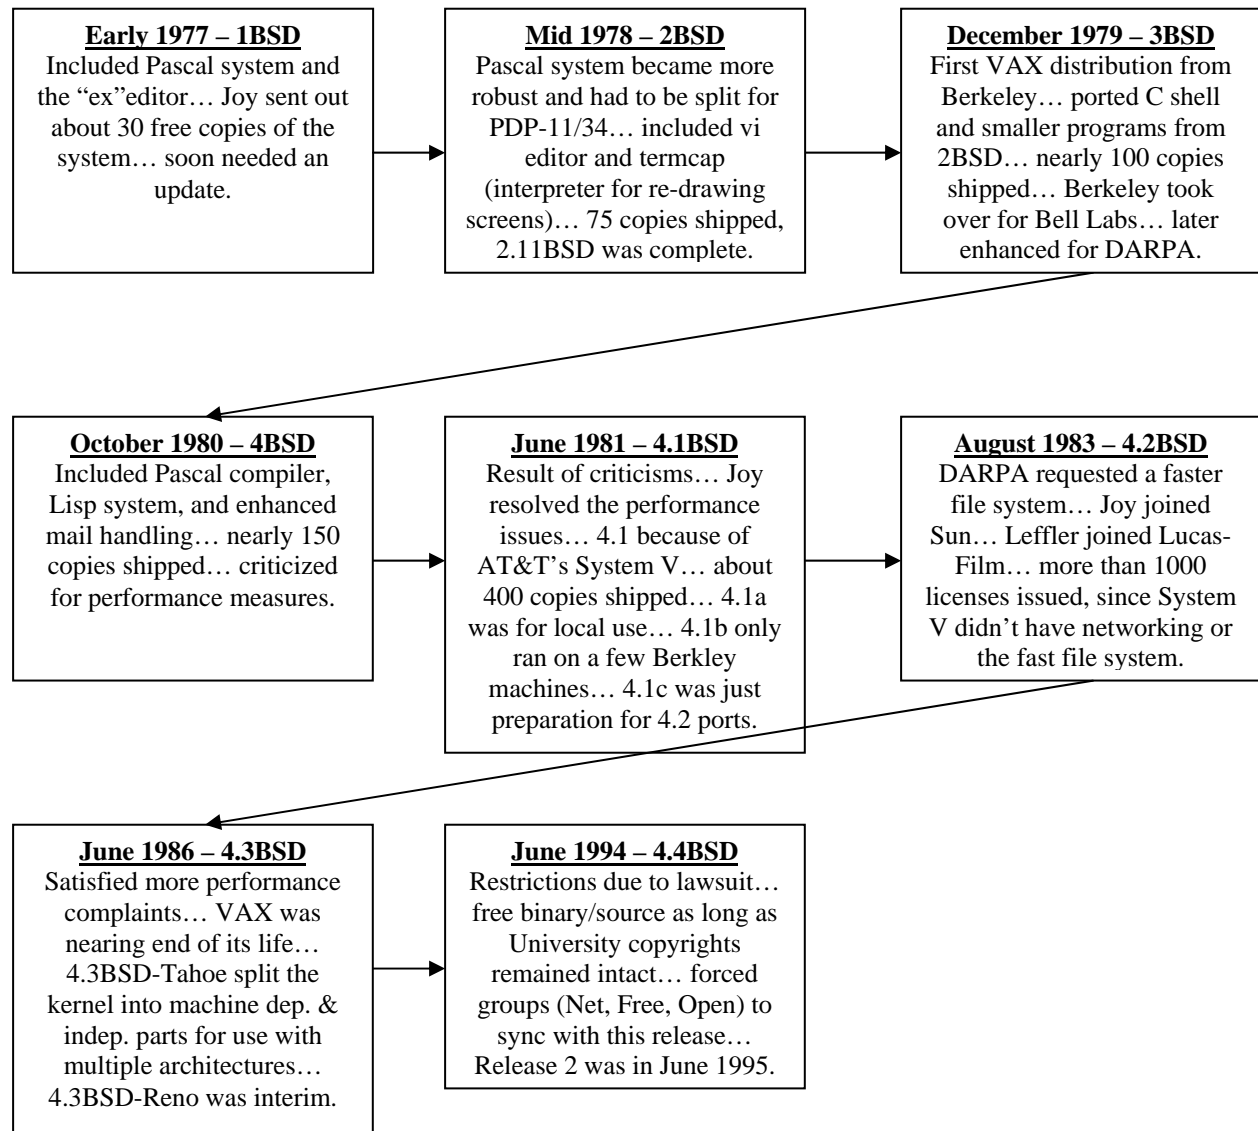 Early 1977 – 1BSD
Included Pascal system and
the “ex”editor… Joy sent out
about 30 free copies of the
system… soon needed an
update.
Mid 1978 – 2BSD
Pascal system became more
robust and had to be split for
PDP-11/34… included vi
editor and termcap
(interpreter for re-drawing
screens)… 75 copies shipped,
2.11BSD was complete.
December 1979 – 3BSD
First VAX distribution from
Berkeley… ported C shell
and smaller programs from
2BSD… nearly 100 copies
shipped… Berkeley took
over for Bell Labs… later
enhanced for DARPA.
October 1980 – 4BSD
Included Pascal compiler,
Lisp system, and enhanced
mail handling… nearly 150
copies shipped… criticized
for performance measures.
June 1981 – 4.1BSD
Result of criticisms… Joy
resolved the performance
issues… 4.1 because of
AT&T’s System V… about
400 copies shipped… 4.1a
was for local use… 4.1b only
ran on a few Berkley
machines… 4.1c was just
preparation for 4.2 ports.
August 1983 – 4.2BSD
DARPA requested a faster
file system… Joy joined
Sun… Leffler joined Lucas-
Film… more than 1000
licenses issued, since System
V didn’t have networking or
the fast file system.
June 1986 – 4.3BSD
Satisfied more performance
complaints… VAX was
nearing end of its life…
4.3BSD-Tahoe split the
kernel into machine dep. &
indep. parts for use with
multiple architectures…
4.3BSD-Reno was interim.
June 1994 – 4.4BSD
Restrictions due to lawsuit…
free binary/source as long as
University copyrights
remained intact… forced
groups (Net, Free, Open) to
sync with this release…
Release 2 was in June 1995.